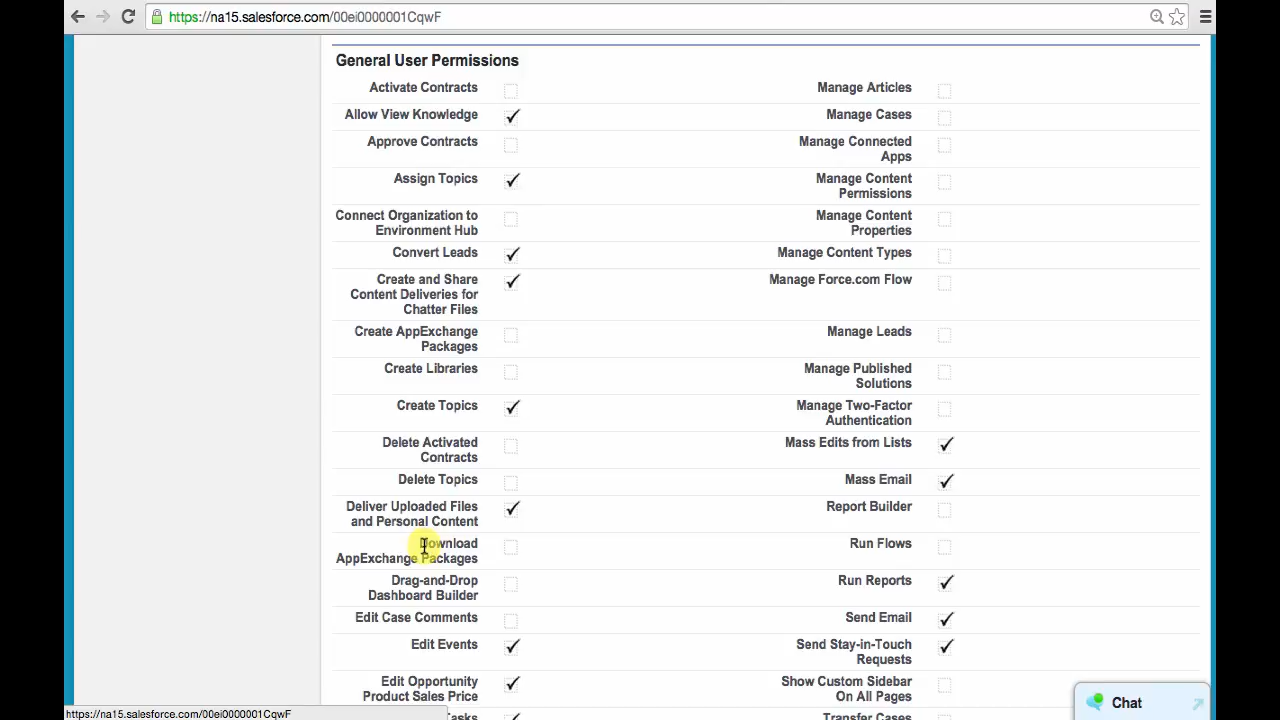 https://na15.salesforce.com/00ei0000001CqwF
General User Permissions
Activate Contracts
Manage Articles
Allow View Knowledge
Manage Cases
Approve Contracts
Manage Connected
Apps
Assign Topics
Manage Content
Permissions
Connect Organization to
Environment Hub
Manage Content
Properties
Convert Leads
Manage Content Types
Create and Share
Content Deliveries for
Chatter Files
Manage Force.com Flow
Create AppExchange
Packages
Manage Leads
Create Libraries
Manage Published
Solutions
Create Topics
Manage Two-Factor
Authentication
Delete Activated
Contracts
Mass Edits from Lists
Delete Topics
Mass Email
Deliver Uploaded Files
and Personal Content
Report Builder
Download
AppExchange Packages
Run Flows
Drag-and-Drop
Dashboard Builder
Run Reports
Edit Case Comments
Send Email
Edit Events
Send Stay-in-Touch
Requests
Edit Opportunity
Product Sales Price
Show Custom Sidebar
On All Pages
Tasks
Transfer Cases
Chat
https://na15.salesforce.com/00ei0000001CqwF